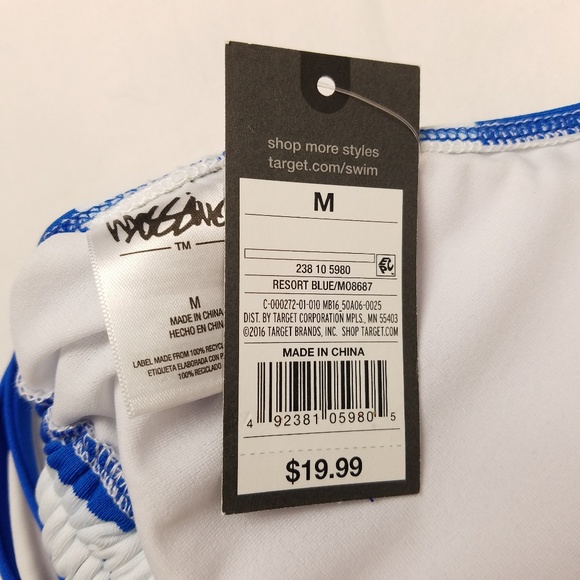 shop more styles
target.com/swim
M
238 10 5980
RESORT BLUE/MO8687
C-000272-01-010 MB16_50A06-0025
DIST. BY TARGET CORPORATION MPLS., MN 55403
©2016 TARGET BRANDS, INC. SHOP TARGET.COM
MADE IN CHINA
4 92381 05980 5
$19.99
mossimo
TM
M
MADE IN CHINA
HECHO EN CHINA
LABEL MADE FROM 100% RECYCL
ETIQUETA ELABORADA CON P
100% RECICLADO